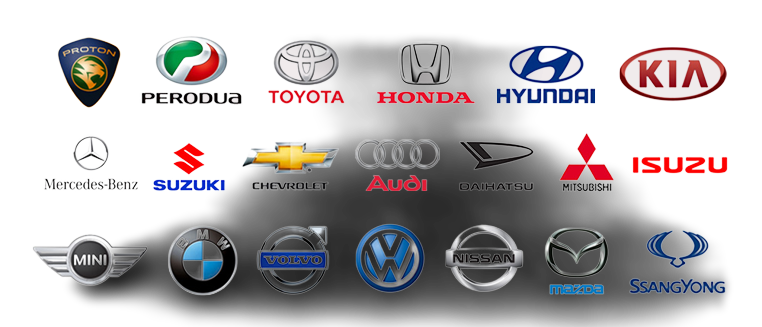 PROTON
PERODUA
TOYOTA
HONDA
HYUNDAI
KIA
Mercedes-Benz
SUZUKI
CHEVROLET
Audi
DAIHATSU
MITSUBISHI
ISUZU
MINI
BMW
VOLVO
VW
NISSAN
mazda
SSANGYONG